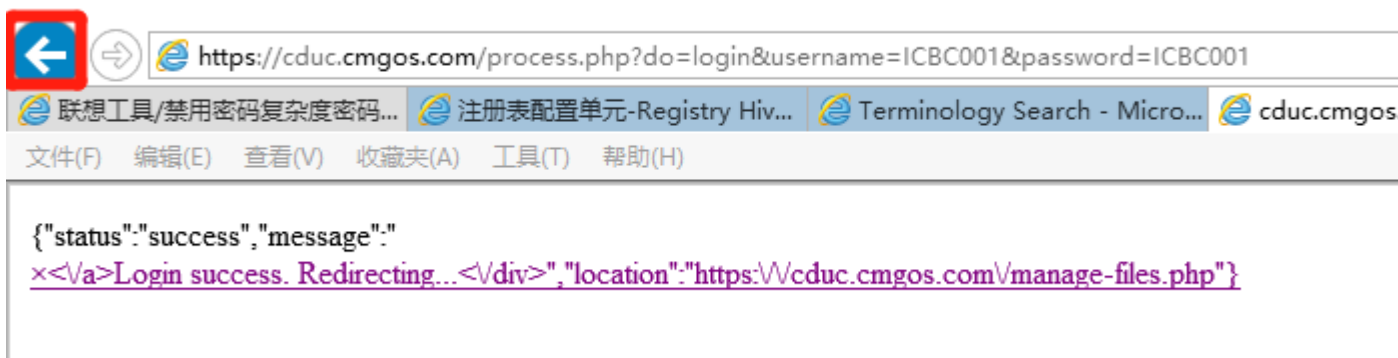 https://cduc.cmgos.com/process.php?do=login&username=ICBC001&password=ICBC001
联想工具/禁用密码复杂度密码... 注册表配置单元-Registry Hiv... Terminology Search - Micro... cduc.cmgos.
文件(F) 编辑(E) 查看(V) 收藏夹(A) 工具(T) 帮助(H)
{"status":"success","message":"
×<\/a>Login success. Redirecting...<\/div>","location":"https:\/\/cduc.cmgos.com\/manage-files.php"}